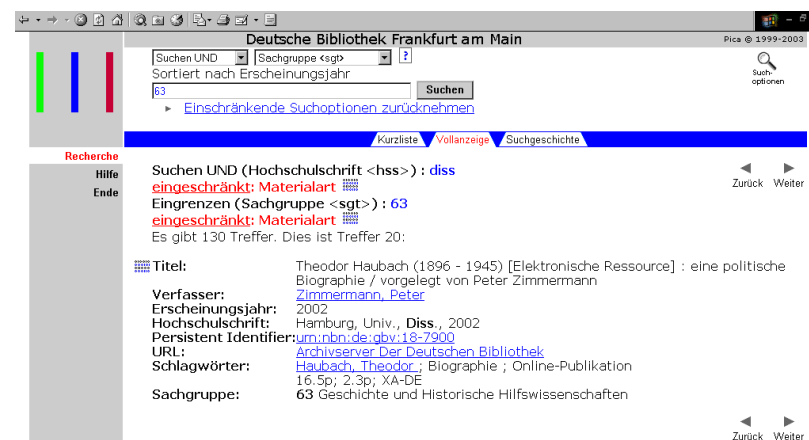 Deutsche Bibliothek Frankfurt am Main
Pica © 1999-2003
Suchen UND
Sachgruppe <sgt>
?
Sortiert nach Erscheinungsjahr
63
Suchen
Einschränkende Suchoptionen zurücknehmen
Such-
optionen
Kurzliste
Vollanzeige
Suchgeschichte
Recherche
Hilfe
Ende
Suchen UND (Hochschulschrift <hss>) : diss
eingeschränkt: Materialart
Eingrenzen (Sachgruppe <sgt>) : 63
eingeschränkt: Materialart
Es gibt 130 Treffer. Dies ist Treffer 20:
Zurück Weiter
Titel: Theodor Haubach (1896 - 1945) [Elektronische Ressource] : eine politische
Biographie / vorgelegt von Peter Zimmermann
Verfasser: Zimmermann, Peter
Erscheinungsjahr: 2002
Hochschulschrift: Hamburg, Univ., Diss., 2002
Persistent Identifier: urn:nbn:de:gbv:18-7900
URL: Archivserver Der Deutschen Bibliothek
Schlagwörter: Haubach, Theodor ; Biographie ; Online-Publikation
16.5p; 2.3p; XA-DE
Sachgruppe: 63 Geschichte und Historische Hilfswissenschaften
Zurück Weiter